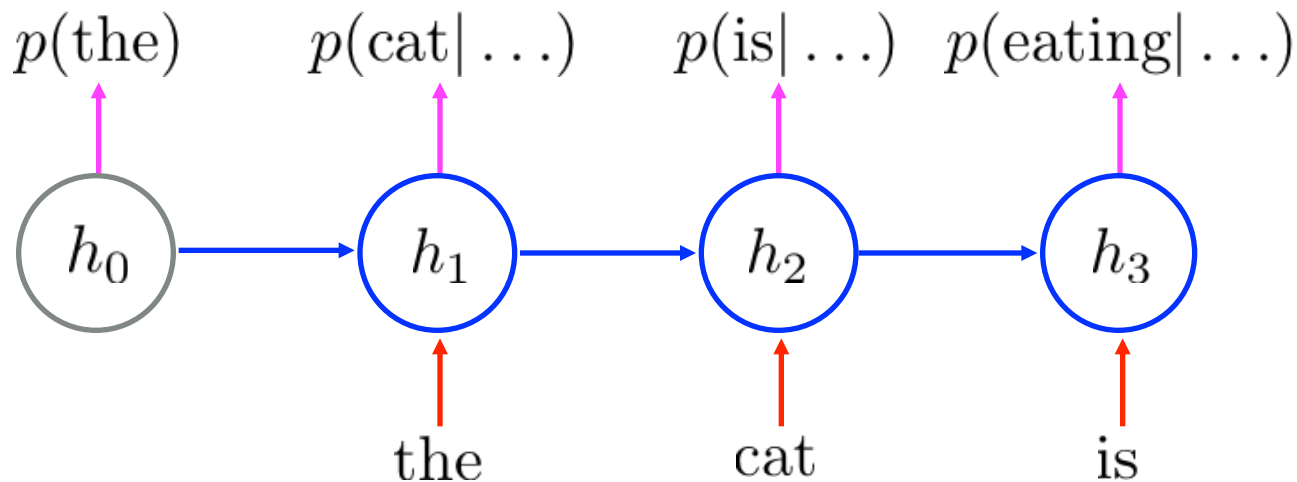 p(the) p(cat| . . .) p(is| . . .) p(eating| . . .)
h₀ h₁ h₂ h₃
the cat is